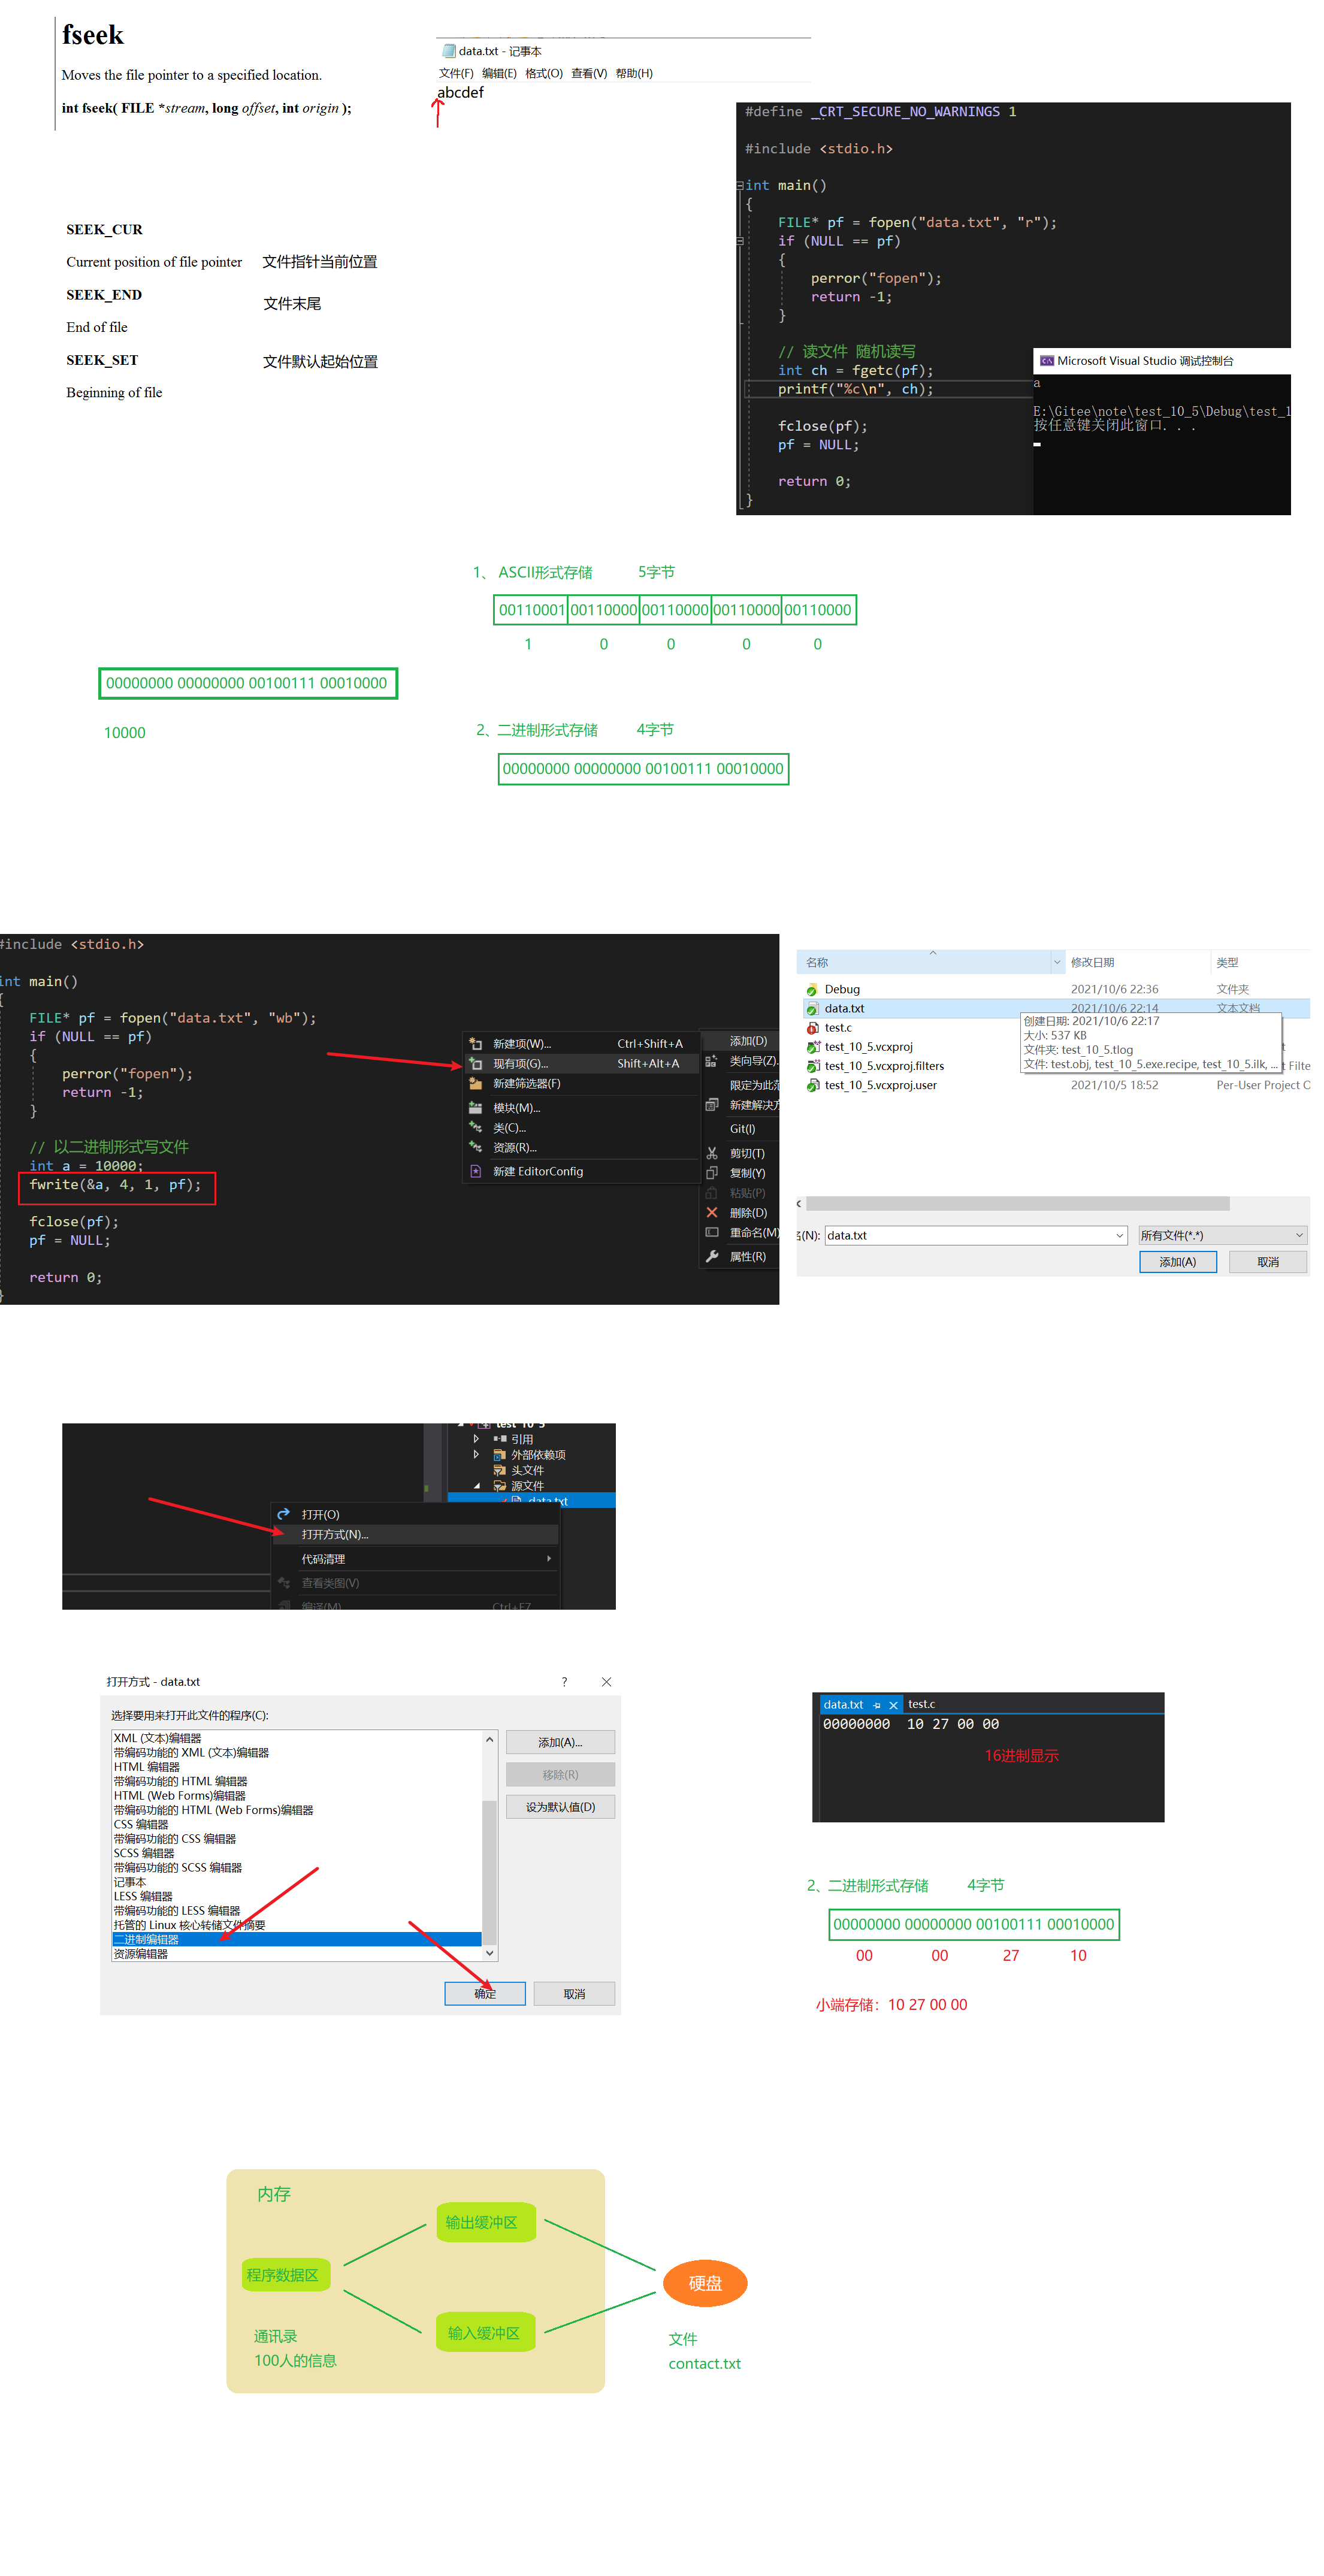 fseek
Moves the file pointer to a specified location.
int fseek( FILE *stream, long offset, int origin );
data.txt - 记事本
文件(F) 编辑(E) 格式(O) 查看(V) 帮助(H)
abcdef
SEEK_CUR
Current position of file pointer 文件指针当前位置
SEEK_END
文件末尾
End of file
SEEK_SET 文件默认起始位置
Beginning of file
#define _CRT_SECURE_NO_WARNINGS 1
#include <stdio.h>
int main()
{
FILE* pf = fopen("data.txt", "r");
if (NULL == pf)
{
perror("fopen");
return -1;
}
// 读文件 随机读写
int ch = fgetc(pf);
printf("%c\n", ch);
fclose(pf);
pf = NULL;
return 0;
}
Microsoft Visual Studio 调试控制台
a
E:\Gitee\note\test_10_5\Debug\test_1
按任意键关闭此窗口. . .
1、 ASCII形式存储 5字节
00110001 00110000 00110000 00110000 00110000
1 0 0 0 0
00000000 00000000 00100111 00010000
10000
2、二进制形式存储 4字节
00000000 00000000 00100111 00010000
#include <stdio.h>
int main()
{
FILE* pf = fopen("data.txt", "wb");
if (NULL == pf)
{
perror("fopen");
return -1;
}
// 以二进制形式写文件
int a = 10000;
fwrite(&a, 4, 1, pf);
fclose(pf);
pf = NULL;
return 0;
}
新建项(W)... Ctrl+Shift+A
现有项(G)... Shift+Alt+A
新建筛选器(F)
模块(M)...
类(C)...
资源(R)...
新建 EditorConfig
添加(D)
类向导(Z)...
限定为此范
新建解决方
Git(I)
剪切(T)
复制(Y)
粘贴(P)
删除(D)
重命名(M)
属性(R)
名称 修改日期 类型
Debug 2021/10/6 22:36 文件夹
data.txt 2021/10/6 22:14 文本文档
test.c
test_10_5.vcxproj
test_10_5.vcxproj.filters Filte
test_10_5.vcxproj.user 2021/10/5 18:52 Per-User Project O
创建日期: 2021/10/6 22:17
大小: 537 KB
文件夹: test_10_5.tlog
文件: test.obj, test_10_5.exe.recipe, test_10_5.ilk, ...
(N): data.txt 所有文件(*.*)
添加(A) 取消
test_10_5
引用
外部依赖项
头文件
源文件
data.txt
打开(O)
打开方式(N)...
代码清理
查看类图(V)
编译(M) Ctrl+F7
打开方式 - data.txt ?
选择要用来打开此文件的程序(C):
XML (文本)编辑器
带编码功能的 XML (文本)编辑器
HTML 编辑器
带编码功能的 HTML 编辑器
HTML (Web Forms)编辑器
带编码功能的 HTML (Web Forms)编辑器
CSS 编辑器
带编码功能的 CSS 编辑器
SCSS 编辑器
带编码功能的 SCSS 编辑器
记事本
LESS 编辑器
带编码功能的 LESS 编辑器
托管的 Linux 核心转储文件摘要
二进制编辑器
资源编辑器
添加(A)...
移除(R)
设为默认值(D)
确定 取消
data.txt test.c
00000000 10 27 00 00
16进制显示
2、二进制形式存储 4字节
00000000 00000000 00100111 00010000
00 00 27 10
小端存储：10 27 00 00
内存
输出缓冲区
程序数据区
硬盘
输入缓冲区
通讯录
100人的信息
文件
contact.txt